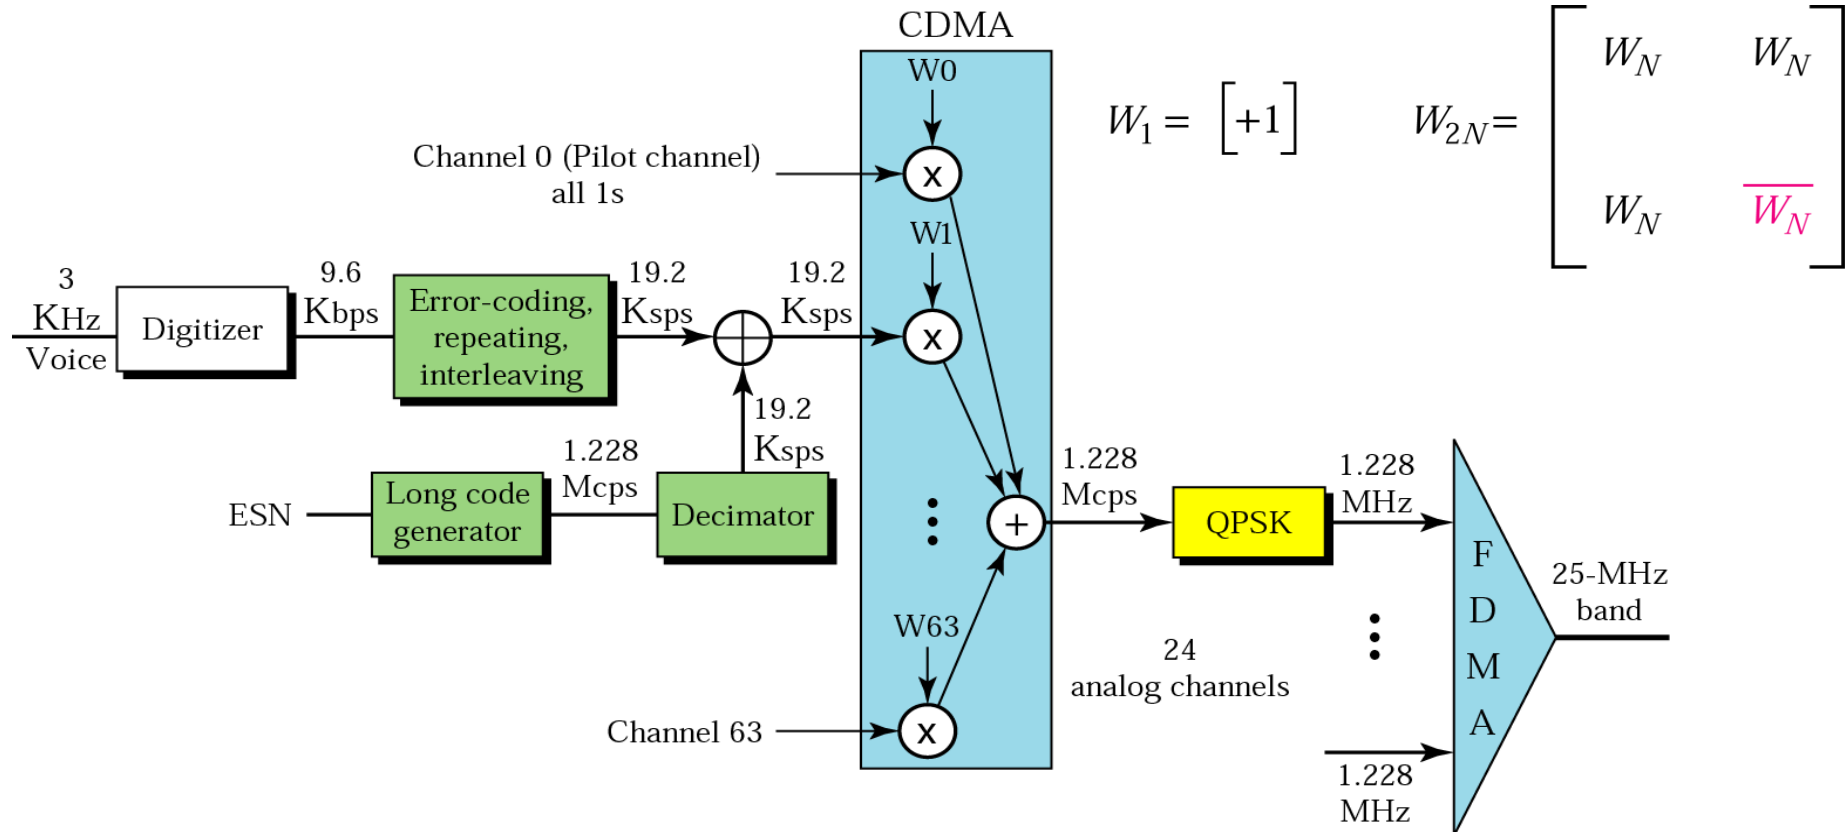 CDMA
W0
W₁ = [+1]
W₂N = [ W_N W_N
W_N W̅_N ]
Channel 0 (Pilot channel)
all 1s
x
W1
3
KHz
Voice
Digitizer
9.6
Kbps
Error-coding,
repeating,
interleaving
19.2
Ksps
19.2
Ksps
x
19.2
Ksps
ESN
Long code
generator
1.228
Mcps
Decimator
+
1.228
Mcps
QPSK
1.228
MHz
F
D
M
A
25-MHz
band
W63
24
analog channels
Channel 63
x
1.228
MHz